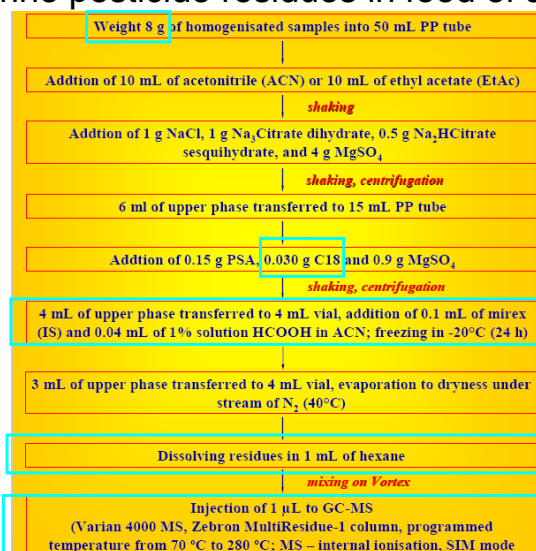 pesticide residues in food of
Weight 8 g of homogenisated samples into 50 mL PP tube
Addtion of 10 mL of acetonitrile (ACN) or 10 mL of ethyl acetate (EtAc)
shaking
Addtion of 1 g NaCl, 1 g Na₃Citrate dihydrate, 0.5 g Na₂HCitrate
sesquihydrate, and 4 g MgSO₄
shaking, centrifugation
6 ml of upper phase transferred to 15 mL PP tube
Addtion of 0.15 g PSA, 0.030 g C18 and 0.9 g MgSO₄
shaking, centrifugation
4 mL of upper phase transferred to 4 mL vial, addition of 0.1 mL of mirex
(IS) and 0.04 mL of 1% solution HCOOH in ACN; freezing in -20°C (24 h)
3 mL of upper phase transferred to 4 mL vial, evaporation to dryness under
stream of N₂ (40°C)
Dissolving residues in 1 mL of hexane
mixing on Vortex
Injection of 1 µL to GC-MS
(Varian 4000 MS, Zebron MultiResidue-1 column, programmed
temperature from 70 °C to 280 °C; MS – internal ionisation, SIM mode